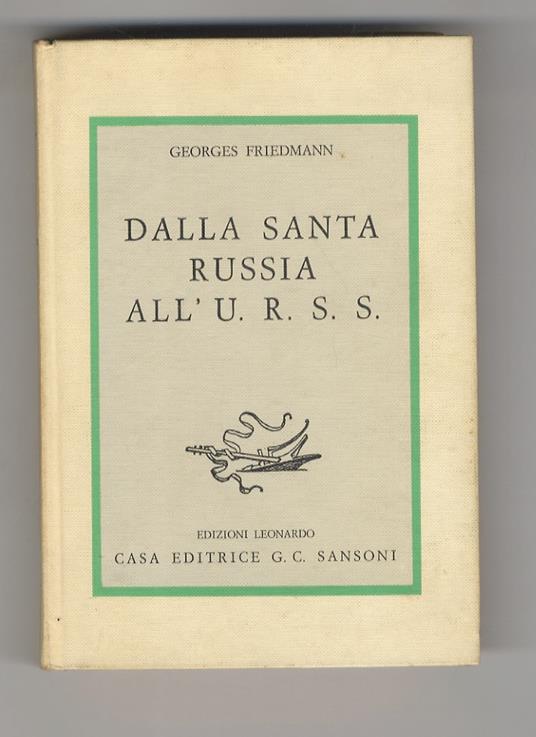 GEORGES FRIEDMANN
DALLA SANTA
RUSSIA
ALL' U. R. S. S.
EDIZIONI LEONARDO
CASA EDITRICE G. C. SANSONI